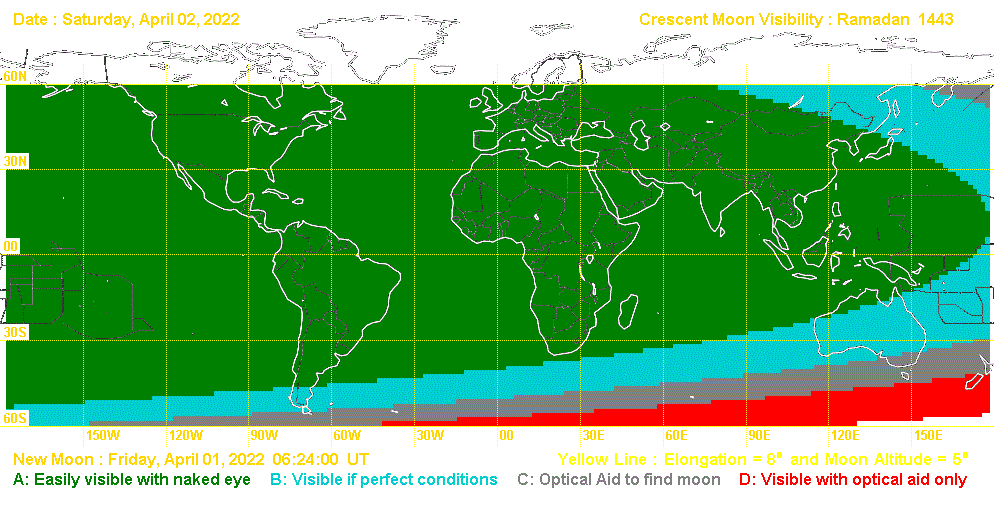 Date : Saturday, April 02, 2022
Crescent Moon Visibility : Ramadan 1443
60N
30N
00
30S
60S
150W 120W 90W 60W 30W 00 30E 60E 90E 120E 150E
New Moon : Friday, April 01, 2022 06:24:00 UT
Yellow Line : Elongation = 8° and Moon Altitude = 5°
A: Easily visible with naked eye
B: Visible if perfect conditions
C: Optical Aid to find moon
D: Visible with optical aid only